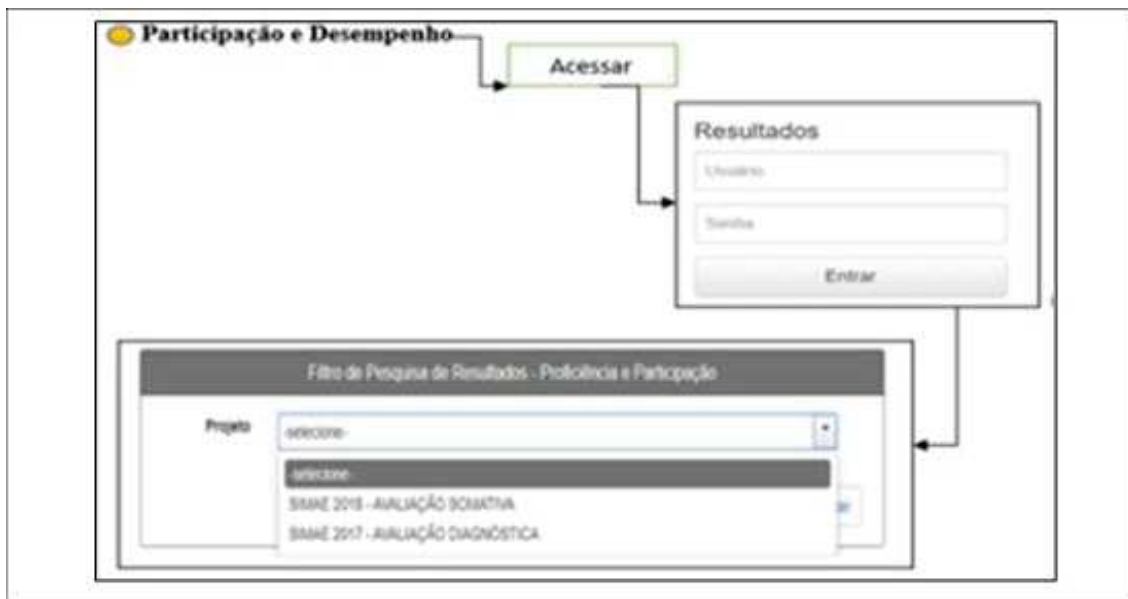 Participação e Desempenho
Acessar
Resultados
Usuário
Senha
Entrar
Filtro de Pesquisa de Resultados - Proficiência e Participação
Projeto
-selecione-
-selecione-
SIMAE 2018 - AVALIAÇÃO SOMATIVA
SIMAE 2017 - AVALIAÇÃO DIAGNÓSTICA